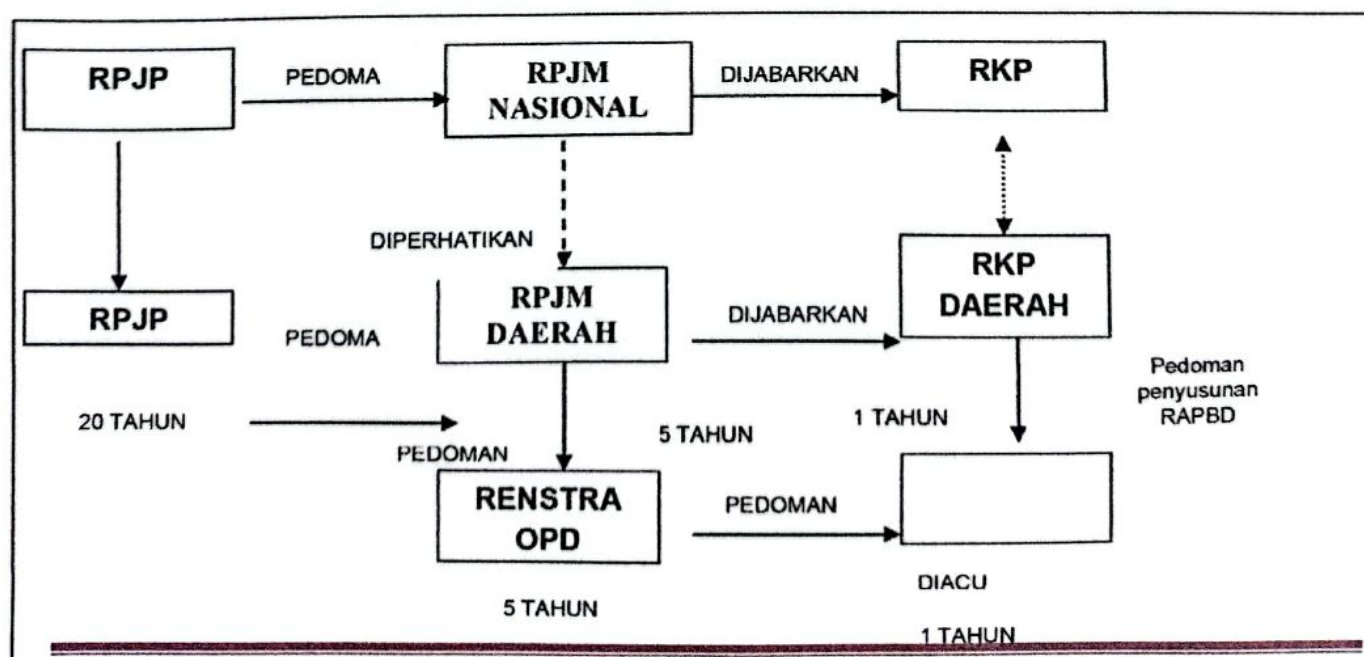 RPJP
PEDOMA
RPJM
NASIONAL
DIJABARKAN
RKP
DIPERHATIKAN
RPJP
PEDOMA
RPJM
DAERAH
DIJABARKAN
RKP
DAERAH
Pedoman
penyusunan
RAPBD
20 TAHUN
5 TAHUN
1 TAHUN
PEDOMAN
RENSTRA
OPD
PEDOMAN
DIACU
5 TAHUN
1 TAHUN